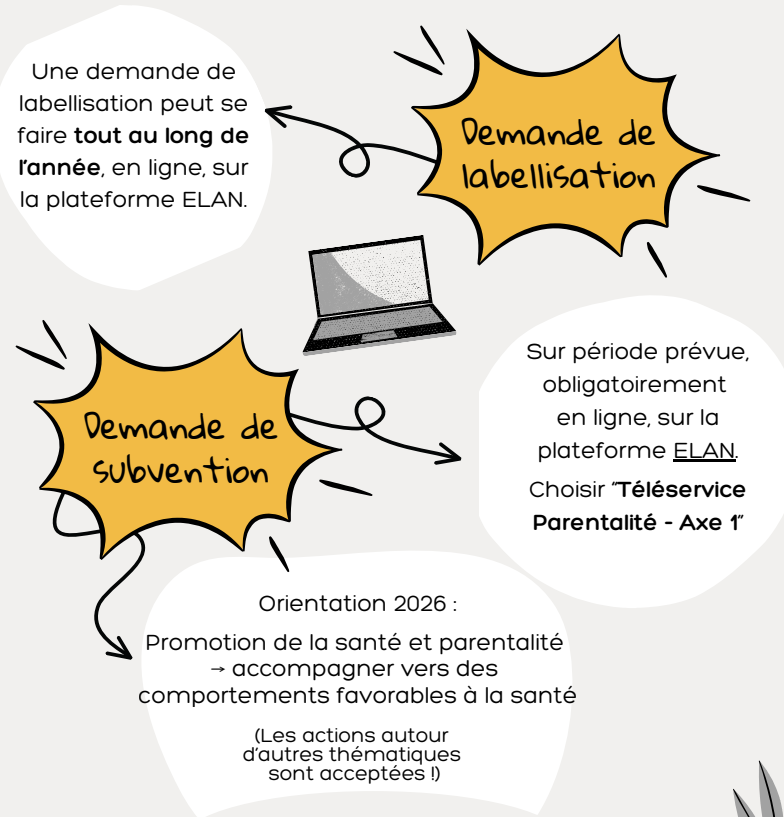 Une demande de
labellisation peut se
faire tout au long de
l'année, en ligne, sur
la plateforme ELAN.
Demande de
labellisation
Demande de
subvention
Sur période prévue,
obligatoirement
en ligne, sur la
plateforme ELAN.
Choisir "Téléservice
Parentalité - Axe 1"
Orientation 2026 :
Promotion de la santé et parentalité
→ accompagner vers des
comportements favorables à la santé
(Les actions autour
d'autres thématiques
sont acceptées !)